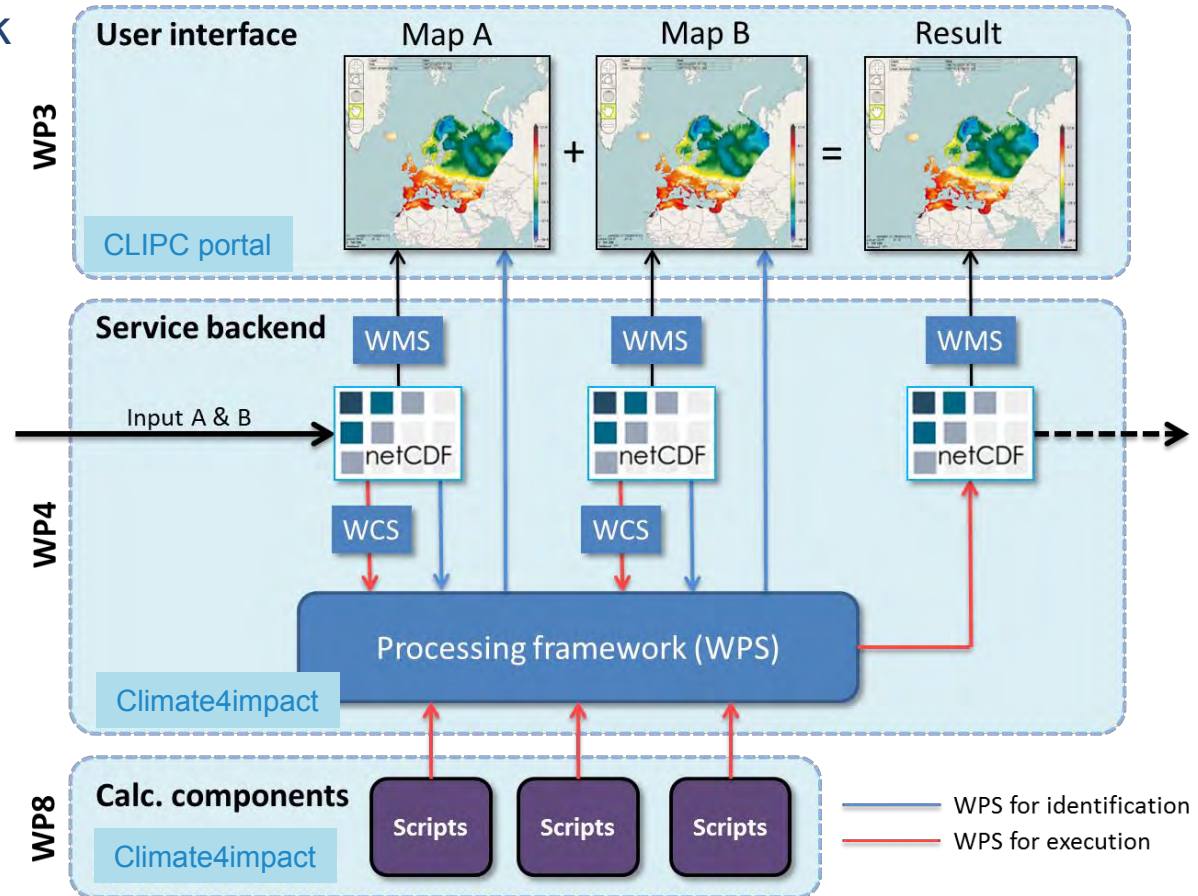 k
User interface
Map A
Map B
Result
+
=
WP3
CLIPC portal
Service backend
WMS
WMS
WMS
Input A & B
netCDF
netCDF
netCDF
WCS
WCS
WP4
Processing framework (WPS)
Climate4impact
WP8
Calc. components
Scripts
Scripts
Scripts
Climate4impact
WPS for identification
WPS for execution